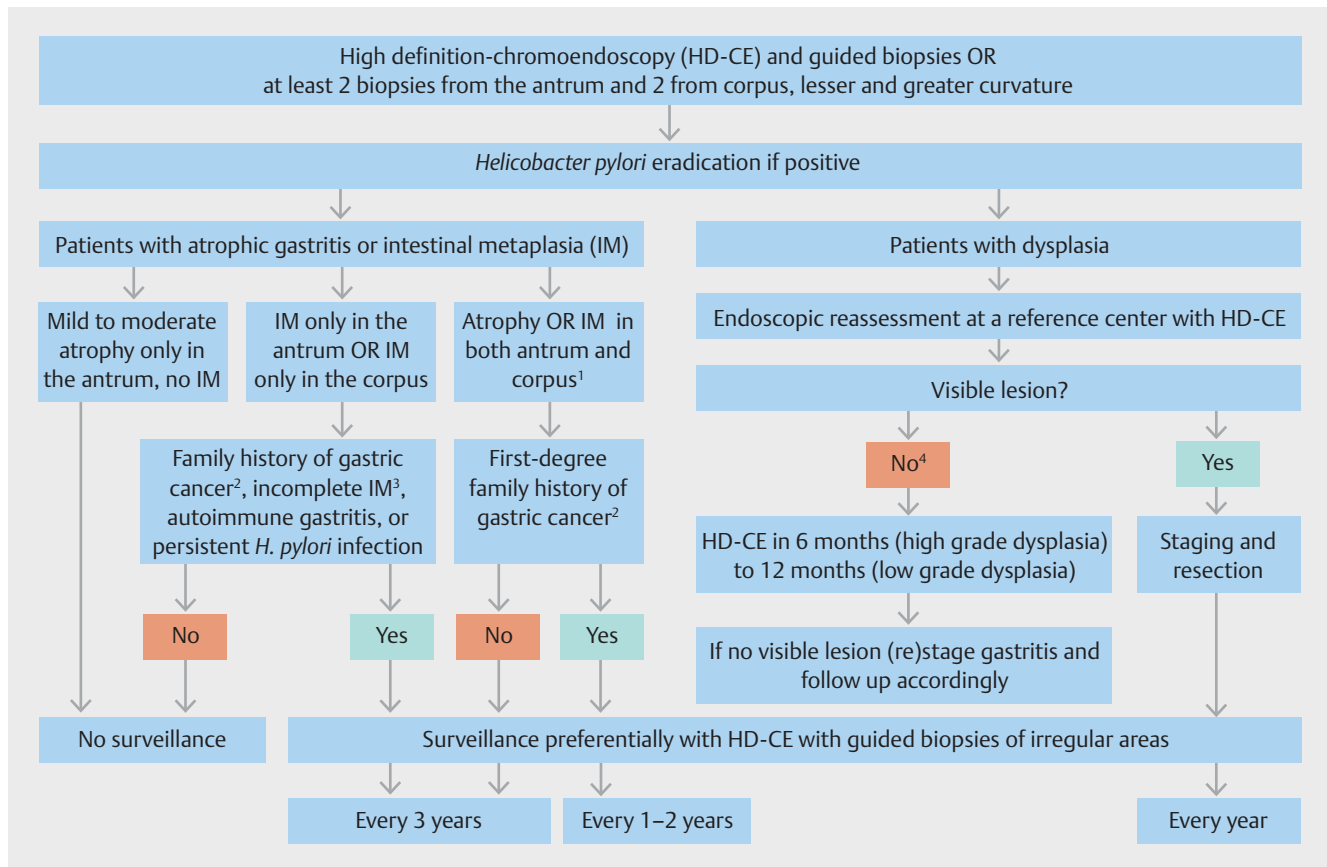 High definition-chromoendoscopy (HD-CE) and guided biopsies OR
at least 2 biopsies from the antrum and 2 from corpus, lesser and greater curvature
Helicobacter pylori eradication if positive
Patients with atrophic gastritis or intestinal metaplasia (IM)
Patients with dysplasia
Mild to moderate
atrophy only in
the antrum, no IM
IM only in the
antrum OR IM
only in the corpus
Atrophy OR IM in
both antrum and
corpus¹
Endoscopic reassessment at a reference center with HD-CE
Visible lesion?
Family history of gastric
cancer², incomplete IM³,
autoimmune gastritis, or
persistent H. pylori infection
First-degree
family history of
gastric cancer²
No⁴
Yes
HD-CE in 6 months (high grade dysplasia)
to 12 months (low grade dysplasia)
Staging and
resection
No
Yes
No
Yes
If no visible lesion (re)stage gastritis and
follow up accordingly
No surveillance
Surveillance preferentially with HD-CE with guided biopsies of irregular areas
Every 3 years
Every 1–2 years
Every year